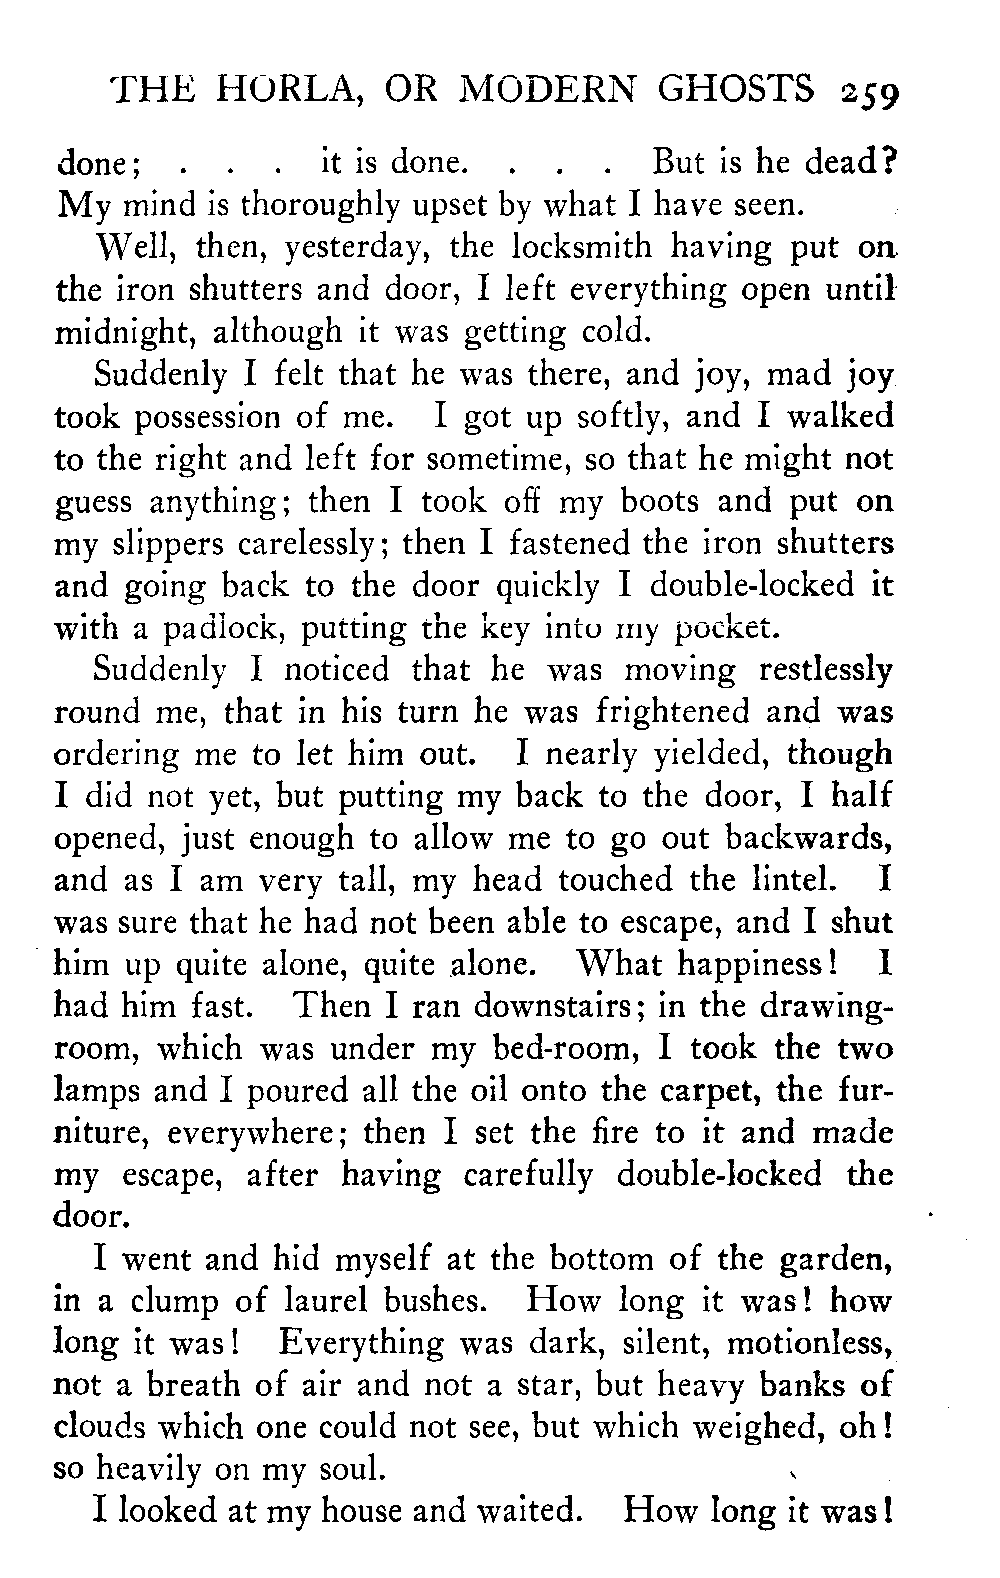 THE HORLA, OR MODERN GHOSTS 259
done; . . . it is done. . . . But is he dead?
My mind is thoroughly upset by what I have seen.
Well, then, yesterday, the locksmith having put on
the iron shutters and door, I left everything open until
midnight, although it was getting cold.
Suddenly I felt that he was there, and joy, mad joy
took possession of me. I got up softly, and I walked
to the right and left for sometime, so that he might not
guess anything; then I took off my boots and put on
my slippers carelessly; then I fastened the iron shutters
and going back to the door quickly I double-locked it
with a padlock, putting the key into my pocket.
Suddenly I noticed that he was moving restlessly
round me, that in his turn he was frightened and was
ordering me to let him out. I nearly yielded, though
I did not yet, but putting my back to the door, I half
opened, just enough to allow me to go out backwards,
and as I am very tall, my head touched the lintel. I
was sure that he had not been able to escape, and I shut
him up quite alone, quite alone. What happiness! I
had him fast. Then I ran downstairs; in the drawing-
room, which was under my bed-room, I took the two
lamps and I poured all the oil onto the carpet, the fur-
niture, everywhere; then I set the fire to it and made
my escape, after having carefully double-locked the
door.
I went and hid myself at the bottom of the garden,
in a clump of laurel bushes. How long it was! how
long it was! Everything was dark, silent, motionless,
not a breath of air and not a star, but heavy banks of
clouds which one could not see, but which weighed, oh!
so heavily on my soul.
I looked at my house and waited. How long it was!